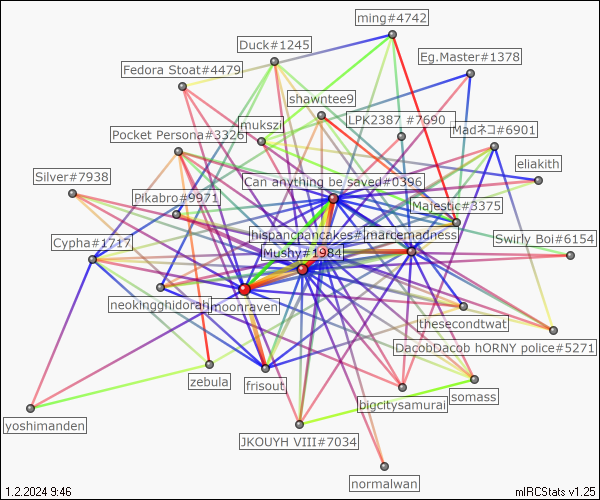 ming#4742
Duck#1245
Eg.Master#1378
Fedora Stoat#4479
shawntee9
LPK2387 #7690
mukszi
Pocket Persona#3326
Madネコ#6901
eliakith
Silver#7938
Can anything be saved#0396
Pikabro#9971
Majestic#3375
hispancpancakes#
marcemadness
Cypha#1717
Mushy#1984
Swirly Boi#6154
neokingghidorah
moonraven
thesecondtwat
DacobDacob hORNY police#5271
zebula
frisout
bigcitysamurai
somass
yoshimanden
JKOUYH VIII#7034
normalwan
1.2.2024 9:46
mIRCStats v1.25